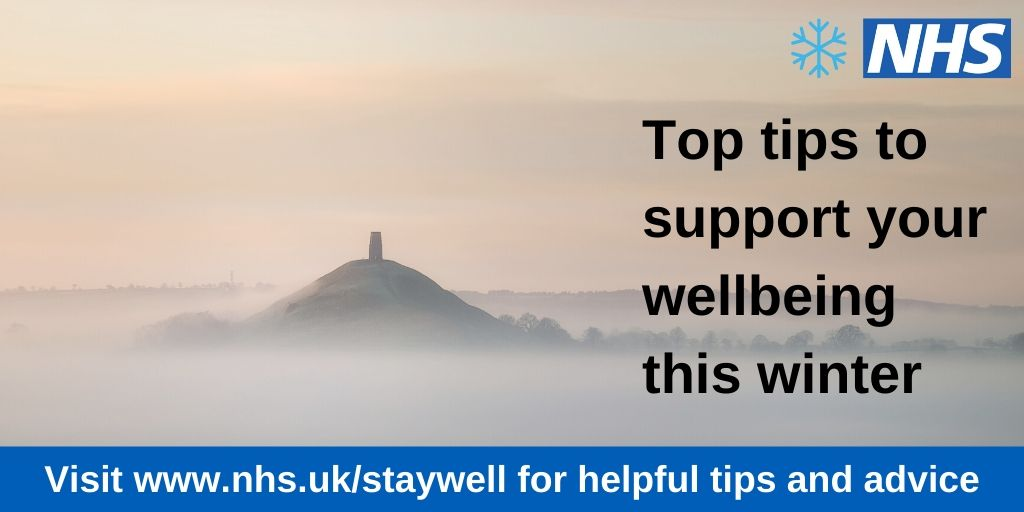 NHS
Top tips to
support your
wellbeing
this winter
Visit www.nhs.uk/staywell for helpful tips and advice